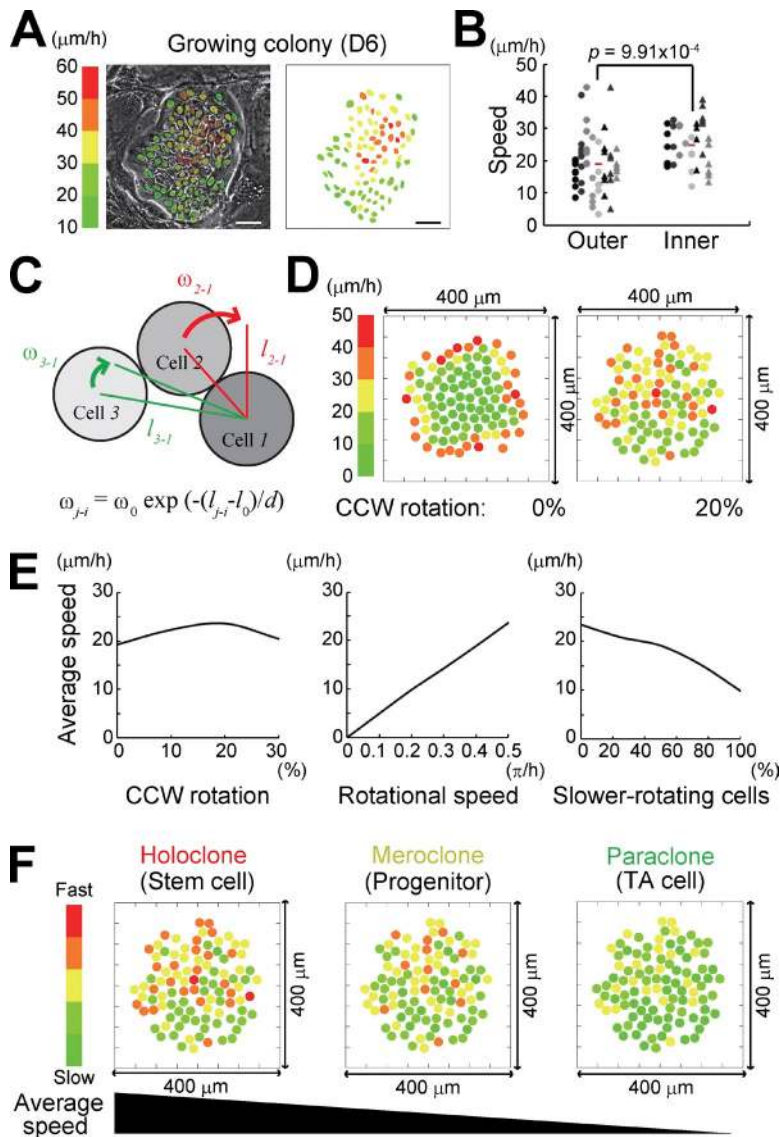 A
(μm/h)
Growing colony (D6)
60
50
40
30
20
10
B
(μm/h)
p = 9.91x10-4
Speed
50
40
30
20
10
0
Outer Inner
C
ω2-1
ω3-1
l2-1
l3-1
Cell 2
Cell 3
Cell 1
ωj-i = ω0 exp (-(lj-i-l0)/d)
D
(μm/h)
400 μm 400 μm
50
40
30
20
10
0
400 μm 400 μm
CCW rotation: 0% 20%
E
(μm/h) (μm/h) (μm/h)
Average speed
30 30 30
20 20 20
10 10 10
0 0 0
0 10 20 30 0 0.1 0.2 0.3 0.4 0.5 0 20 40 60 80 100
(%) (π/h) (%)
CCW rotation Rotational speed Slower-rotating cells
F
Holoclone Meroclone Paraclone
(Stem cell) (Progenitor) (TA cell)
Fast
400 μm 400 μm 400 μm
Slow
400 μm 400 μm 400 μm
Average
speed